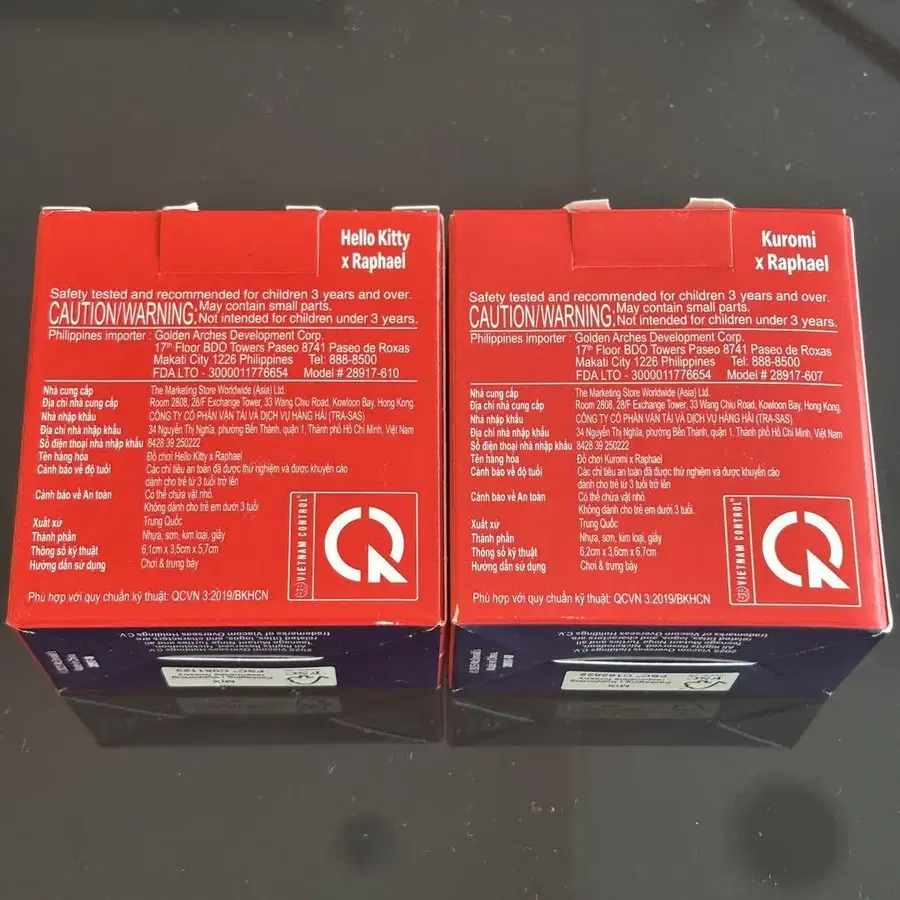 Hello Kitty
x Raphael
Safety tested and recommended for children 3 years and over.
CAUTION/WARNING: May contain small parts.
Not intended for children under 3 years.
Philippines importer : Golden Arches Development Corp.
17th Floor BDO Towers Paseo 8741 Paseo de Roxas
Makati City 1226 Philippines Tel: 888-8500
FDA LTO - 3000011776654 Model # 28917-610
Nhà cung cấp The Marketing Store Worldwide (Asia) Ltd.
Địa chỉ nhà cung cấp Room 2808, 28/F Exchange Tower, 33 Wang Chiu Road, Kowloon Bay, Hong Kong.
Nhà nhập khẩu CÔNG TY CỔ PHẦN VẬN TẢI VÀ DỊCH VỤ HÀNG HẢI (TRA-SAS)
Địa chỉ nhà nhập khẩu 34 Nguyễn Thị Nghĩa, phường Bến Thành, quận 1, Thành phố Hồ Chí Minh, Việt Nam
Số điện thoại nhà nhập khẩu 8428 39 250222
Tên hàng hóa Đồ chơi Hello Kitty x Raphael
Cảnh báo về độ tuổi Các chỉ tiêu an toàn đã được thử nghiệm và được khuyến cáo
dành cho trẻ từ 3 tuổi trở lên
Cảnh báo về An toàn Có thể chứa vật nhỏ.
Không dành cho trẻ em dưới 3 tuổi
Xuất xứ Trung Quốc
Thành phần Nhựa, sơn, kim loại, giấy
Thông số kỹ thuật 6,1cm x 3,5cm x 5,7cm
Hướng dẫn sử dụng Chơi & trưng bày
VIETNAM CONTROL
Phù hợp với quy chuẩn kỹ thuật: QCVN 3:2019/BKHCN
trademarks of Viacom Overseas Holdings C.V.
All Rights Reserved. Nickelodeon,
MIX
FSC
Kuromi
x Raphael
Safety tested and recommended for children 3 years and over.
CAUTION/WARNING: May contain small parts.
Not intended for children under 3 years.
Philippines importer : Golden Arches Development Corp.
17th Floor BDO Towers Paseo 8741 Paseo de Roxas
Makati City 1226 Philippines Tel: 888-8500
FDA LTO - 3000011776654 Model # 28917-607
Nhà cung cấp The Marketing Store Worldwide (Asia) Ltd.
Địa chỉ nhà cung cấp Room 2808, 28/F Exchange Tower, 33 Wang Chiu Road, Kowloon Bay, Hong Kong.
Nhà nhập khẩu CÔNG TY CỔ PHẦN VẬN TẢI VÀ DỊCH VỤ HÀNG HẢI (TRA-SAS)
Địa chỉ nhà nhập khẩu 34 Nguyễn Thị Nghĩa, phường Bến Thành, quận 1, Thành phố Hồ Chí Minh, Việt Nam
Số điện thoại nhà nhập khẩu 8428 39 250222
Tên hàng hóa Đồ chơi Kuromi x Raphael
Cảnh báo về độ tuổi Các chỉ tiêu an toàn đã được thử nghiệm và được khuyến cáo
dành cho trẻ từ 3 tuổi trở lên
Cảnh báo về An toàn Có thể chứa vật nhỏ.
Không dành cho trẻ em dưới 3 tuổi.
Xuất xứ Trung Quốc
Thành phần Nhựa, sơn, kim loại, giấy
Thông số kỹ thuật 6,2cm x 3,6cm x 6,7cm
Hướng dẫn sử dụng Chơi & trưng bày
VIETNAM CONTROL
Phù hợp với quy chuẩn kỹ thuật: QCVN 3:2019/BKHCN
trademarks of Viacom Overseas Holdings C.V.
All Rights Reserved. Nickelodeon,
MIX
FSC